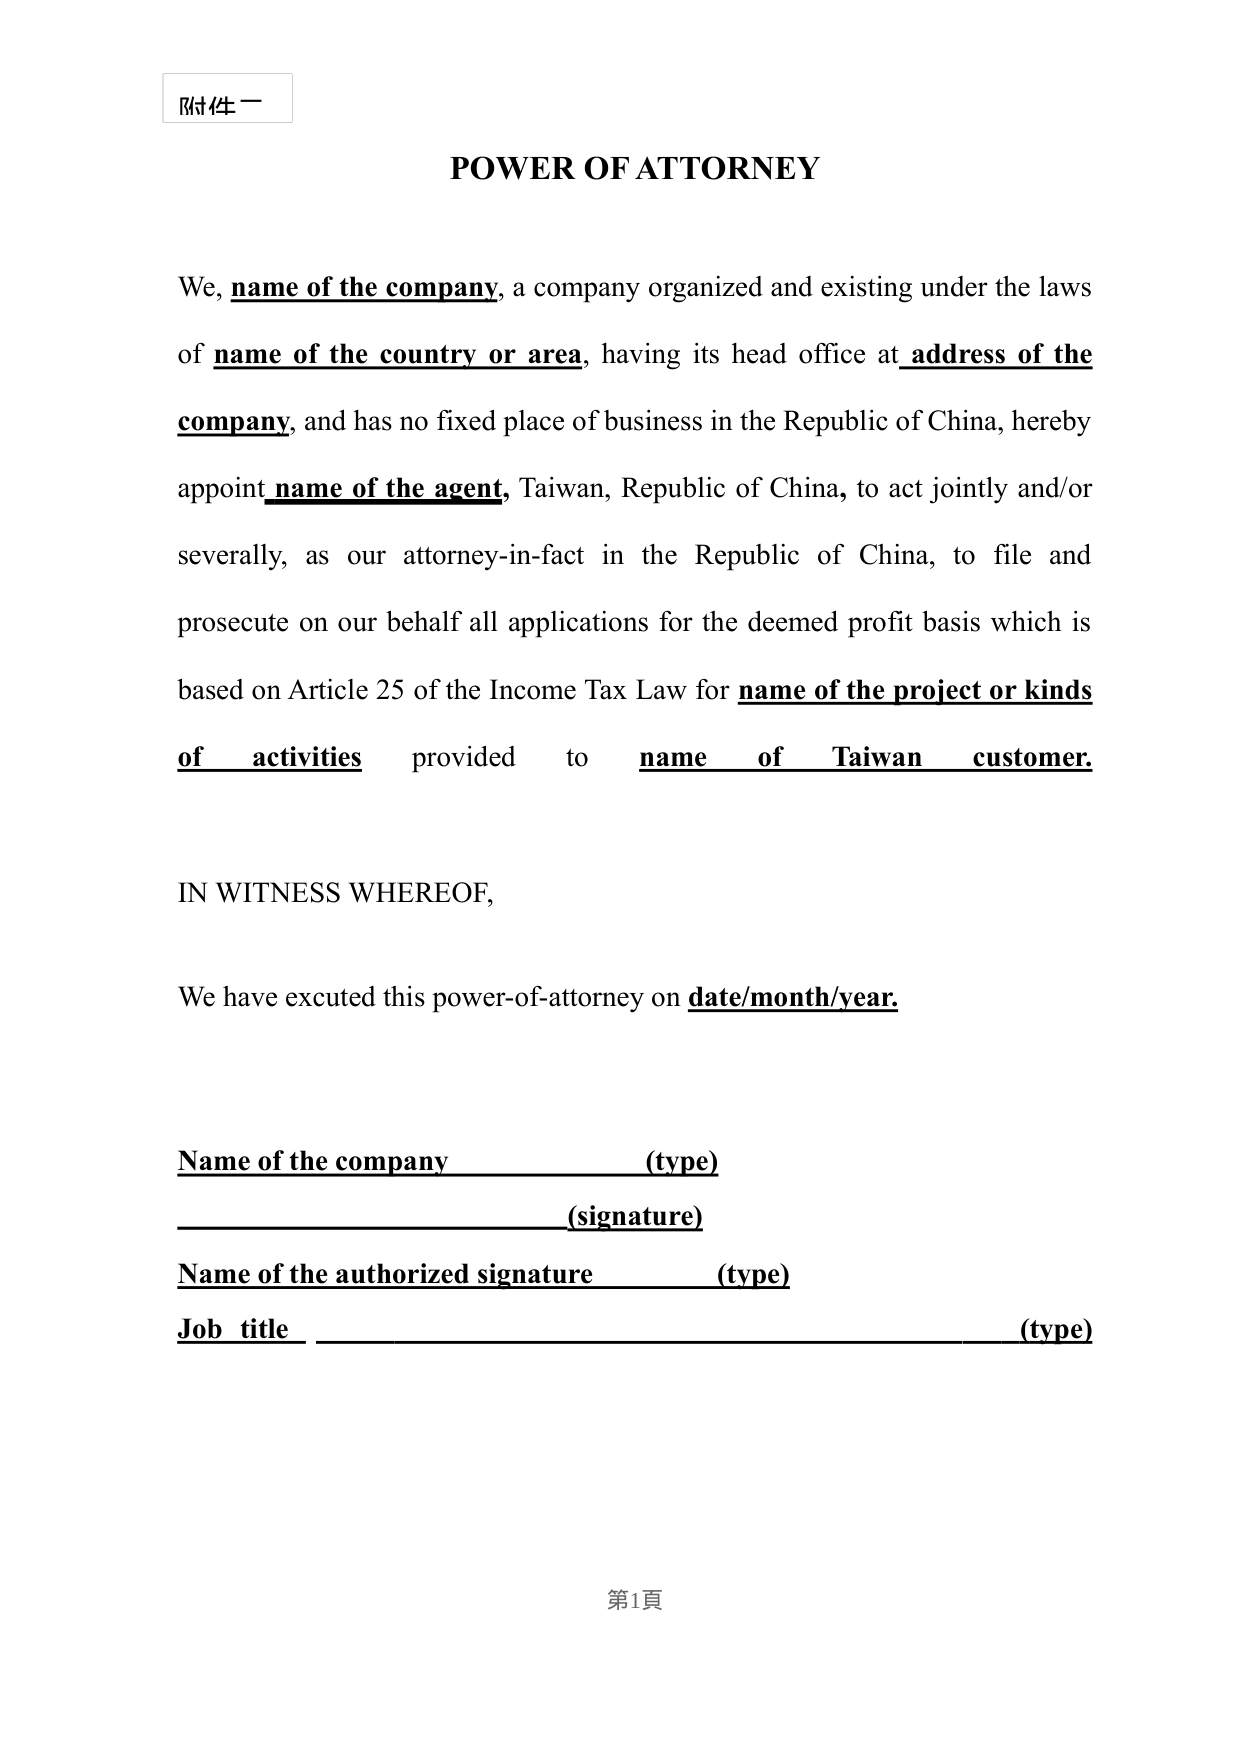 附件一
POWER OF ATTORNEY
We, name of the company, a company organized and existing under the laws
of name of the country or area, having its head office at address of the
company, and has no fixed place of business in the Republic of China, hereby
appoint name of the agent, Taiwan, Republic of China, to act jointly and/or
severally, as our attorney-in-fact in the Republic of China, to file and
prosecute on our behalf all applications for the deemed profit basis which is
based on Article 25 of the Income Tax Law for name of the project or kinds
of activities provided to name of Taiwan customer.
IN WITNESS WHEREOF,
We have excuted this power-of-attorney on date/month/year.
Name of the company (type)
(signature)
Name of the authorized signature (type)
Job title (type)
第1頁